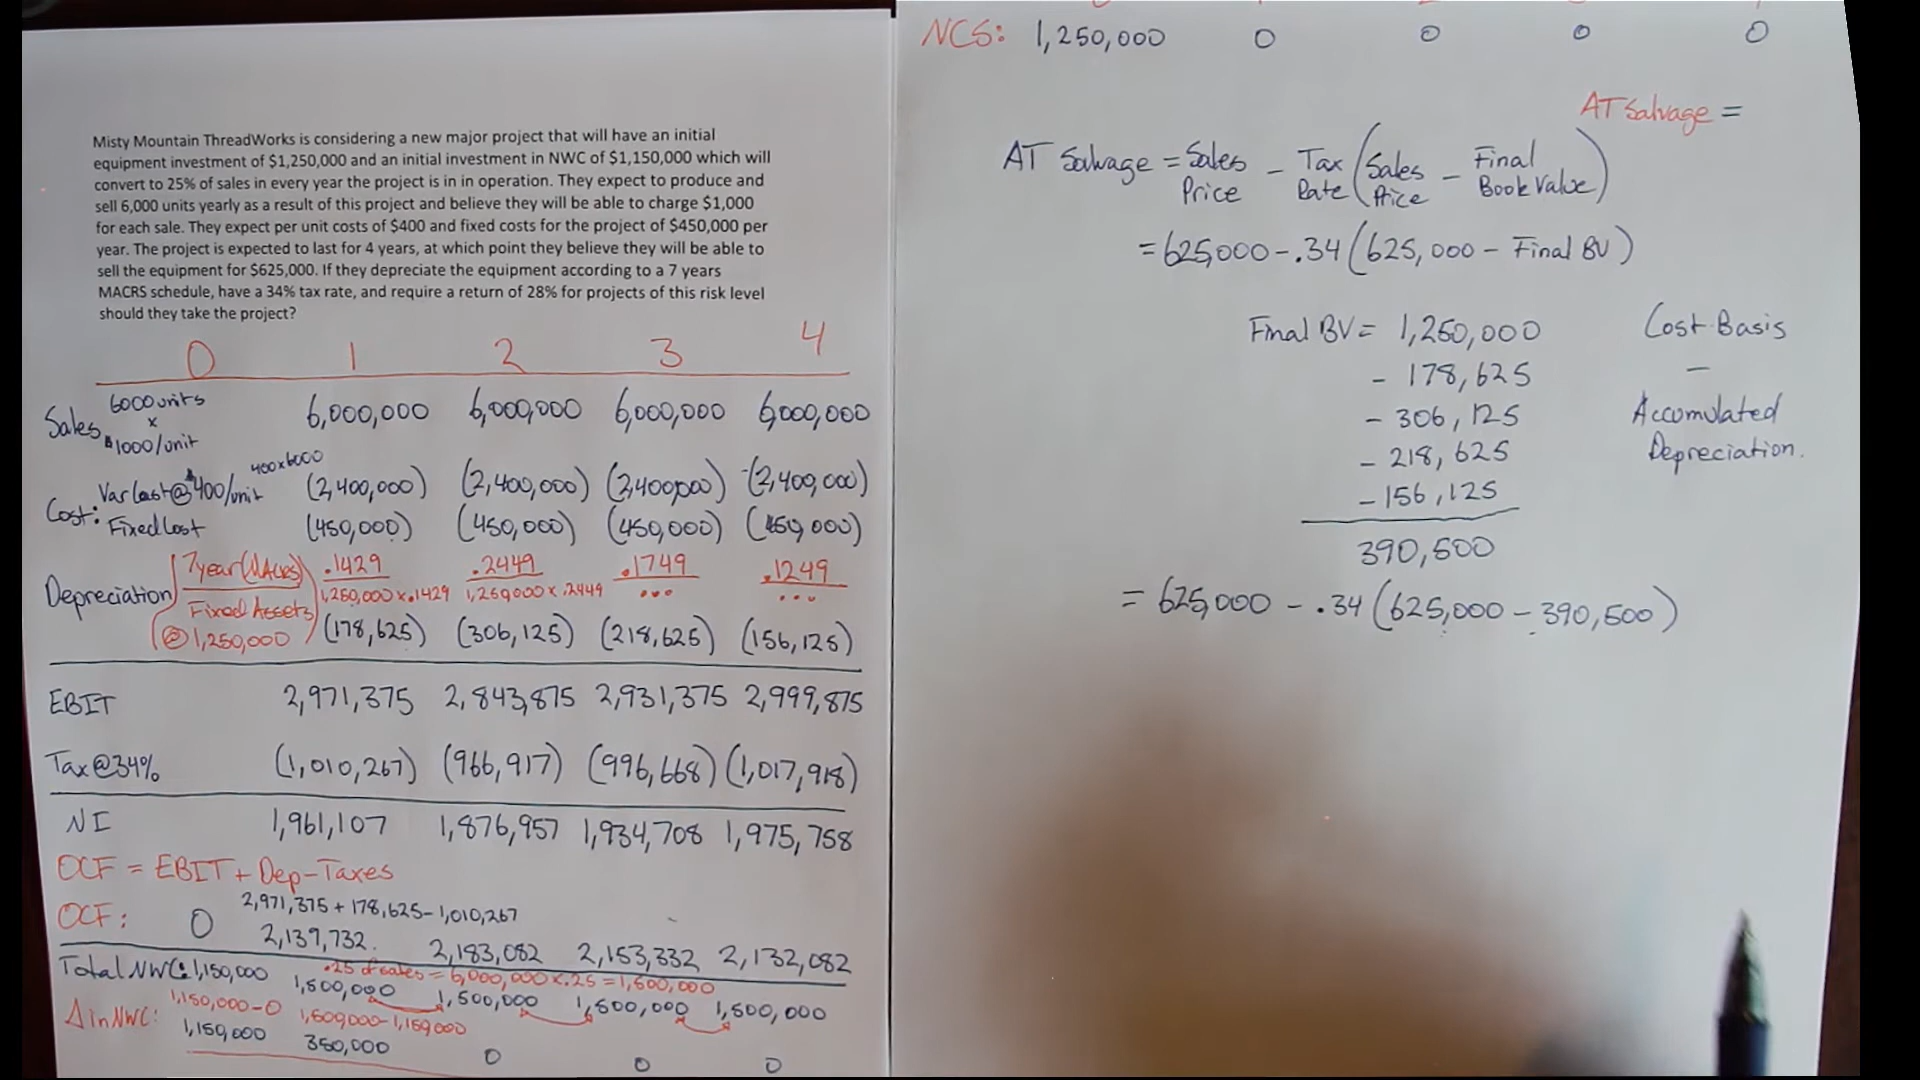 Misty Mountain ThreadWorks is considering a new major project that will have an initial
equipment investment of $1,250,000 and an initial investment in NWC of $1,150,000 which will
convert to 25% of sales in every year the project is in in operation. They expect to produce and
sell 6,000 units yearly as a result of this project and believe they will be able to charge $1,000
for each sale. They expect per unit costs of $400 and fixed costs for the project of $450,000 per
year. The project is expected to last for 4 years, at which point they believe they will be able to
sell the equipment for $625,000. If they depreciate the equipment according to a 7 years
MACRS schedule, have a 34% tax rate, and require a return of 28% for projects of this risk level
should they take the project?
0 1 2 3 4
Sales 6000 units x $1000/unit 6,000,000 6,000,000 6,000,000 6,000,000
400x6000
Cost: Var Cost@$400/unit (2,400,000) (2,400,000) (2,400,000) (2,400,000)
Fixed Cost (450,000) (450,000) (450,000) (450,000)
7 year (MACRS) .1429 .2449 .1749 .1249
Depreciation Fixed Assets 1,250,000 x .1429 1,250,000 x .2449 ... ...
@ 1,250,000 (178,625) (306,125) (218,625) (156,125)
EBIT 2,971,375 2,843,875 2,931,375 2,999,875
Tax@34% (1,010,267) (966,917) (996,668) (1,017,918)
NI 1,961,107 1,876,957 1,934,708 1,975,758
OCF = EBIT + Dep - Taxes
2,971,375 + 178,625 - 1,010,267
OCF: 0 2,139,732. 2,183,082 2,153,332 2,132,082
.25 of sales = 6,000,000 x .25 = 1,500,000
Total NWC: 1,150,000 1,500,000 1,500,000 1,500,000 1,500,000
1,150,000-0 1,500,000-1,150,000
Δ in NWC: 1,150,000 350,000 0 0 0
NCS: 1,250,000 0 0 0 0
AT Salvage =
AT Salvage = Sales Price - Tax Rate (Sales Price - Final Book Value)
= 625,000 - .34 (625,000 - Final BV)
Final BV = 1,250,000 Cost Basis
- 178,625 -
- 306,125 Accumulated
- 218,625 Depreciation.
- 156,125
390,500
= 625,000 - .34 (625,000 - 390,500)